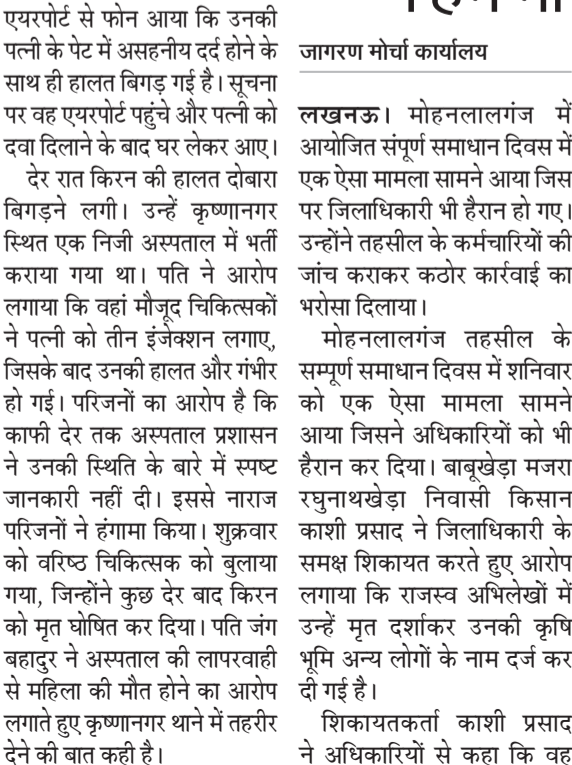 एयरपोर्ट से फोन आया कि उनकी
पत्नी के पेट में असहनीय दर्द होने के
साथ ही हालत बिगड़ गई है। सूचना
पर वह एयरपोर्ट पहुंचे और पत्नी को
दवा दिलाने के बाद घर लेकर आए।
देर रात किरन की हालत दोबारा
बिगड़ने लगी। उन्हें कृष्णानगर
स्थित एक निजी अस्पताल में भर्ती
कराया गया था। पति ने आरोप
लगाया कि वहां मौजूद चिकित्सकों
ने पत्नी को तीन इंजेक्शन लगाए,
जिसके बाद उनकी हालत और गंभीर
हो गई। परिजनों का आरोप है कि
काफी देर तक अस्पताल प्रशासन
ने उनकी स्थिति के बारे में स्पष्ट
जानकारी नहीं दी। इससे नाराज
परिजनों ने हंगामा किया। शुक्रवार
को वरिष्ठ चिकित्सक को बुलाया
गया, जिन्होंने कुछ देर बाद किरन
को मृत घोषित कर दिया। पति जंग
बहादुर ने अस्पताल की लापरवाही
से महिला की मौत होने का आरोप
लगाते हुए कृष्णानगर थाने में तहरीर
देने की बात कही है।
जागरण मोर्चा कार्यालय
लखनऊ। मोहनलालगंज में
आयोजित संपूर्ण समाधान दिवस में
एक ऐसा मामला सामने आया जिस
पर जिलाधिकारी भी हैरान हो गए।
उन्होंने तहसील के कर्मचारियों की
जांच कराकर कठोर कार्रवाई का
भरोसा दिलाया।
मोहनलालगंज तहसील के
सम्पूर्ण समाधान दिवस में शनिवार
को एक ऐसा मामला सामने
आया जिसने अधिकारियों को भी
हैरान कर दिया। बाबूखेड़ा मजरा
रघुनाथखेड़ा निवासी किसान
काशी प्रसाद ने जिलाधिकारी के
समक्ष शिकायत करते हुए आरोप
लगाया कि राजस्व अभिलेखों में
उन्हें मृत दर्शाकर उनकी कृषि
भूमि अन्य लोगों के नाम दर्ज कर
दी गई है।
शिकायतकर्ता काशी प्रसाद
ने अधिकारियों से कहा कि वह